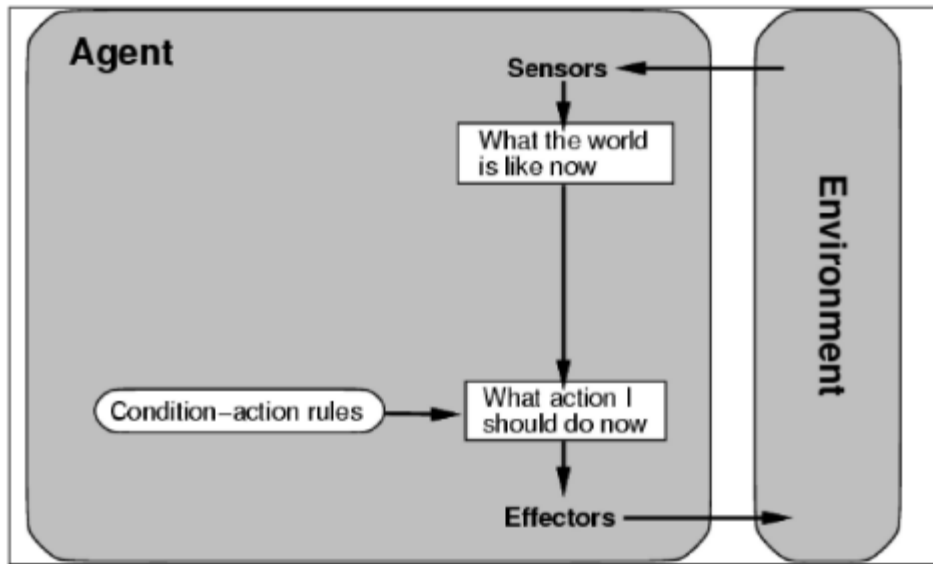 Agent
Sensors
What the world
is like now
Environment
Condition−action rules
What action I
should do now
Effectors